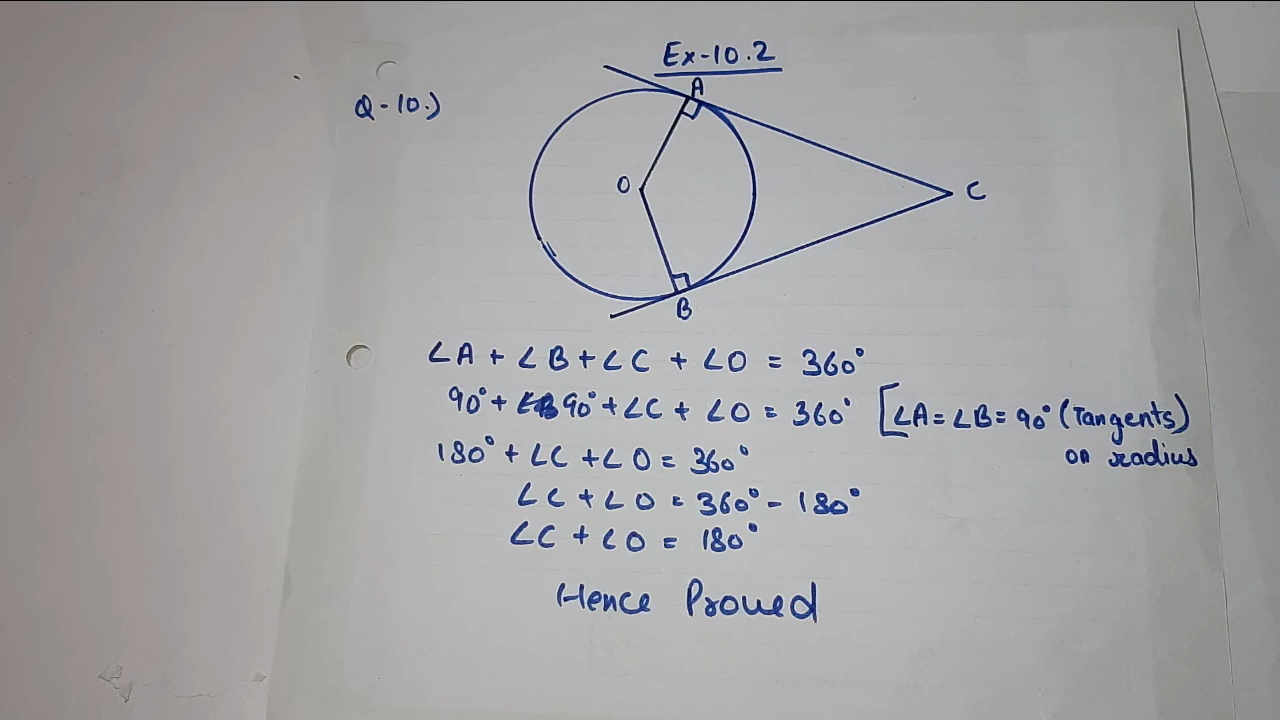 Ex-10.2
Q-10.)
A
O
C
B
∠A + ∠B + ∠C + ∠O = 360°
90° + 90° + ∠C + ∠O = 360° [∠A = ∠B = 90° (Tangents)
on radius
180° + ∠C + ∠O = 360°
∠C + ∠O = 360° - 180°
∠C + ∠O = 180°
Hence Proved